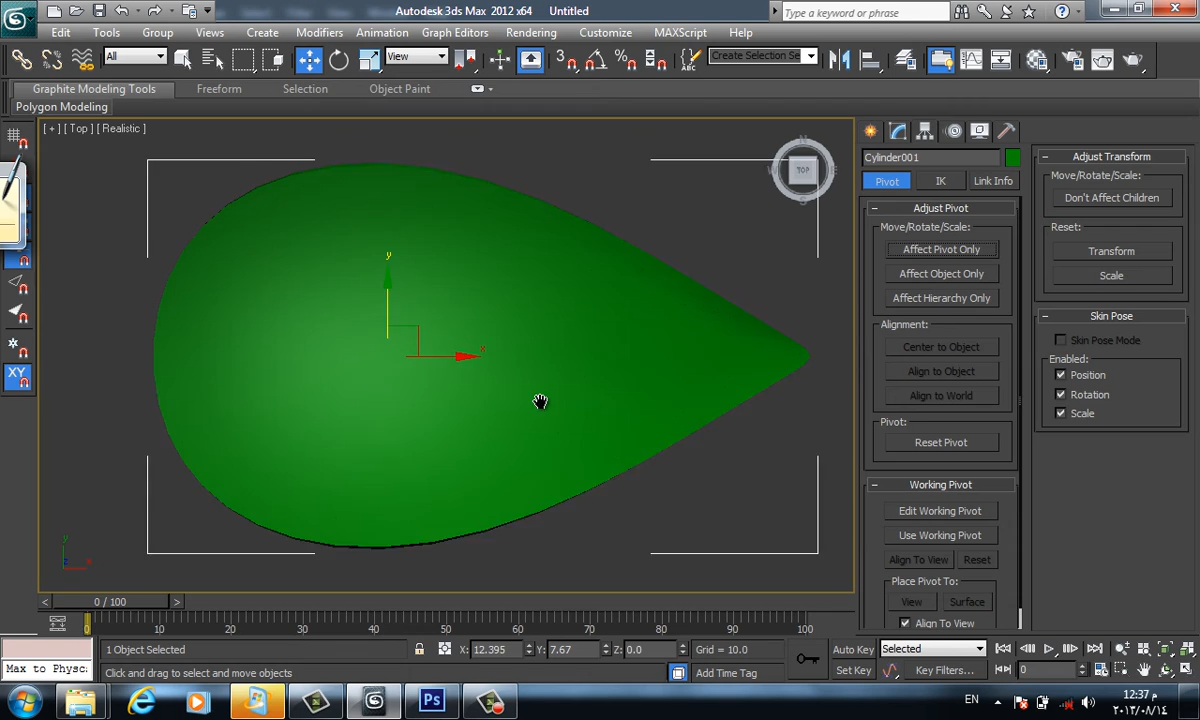 Autodesk 3ds Max 2012 x64 Untitled
Type a keyword or phrase
Edit Tools Group Views Create Modifiers Animation Graph Editors Rendering Customize MAXScript Help
All View 3 Create Selection Se
Graphite Modeling Tools Freeform Selection Object Paint
Polygon Modeling
[ + ] [ Top ] [ Realistic ]
TOP
y
x
XY
Cylinder001
Pivot IK Link Info
Adjust Pivot
Move/Rotate/Scale:
Affect Pivot Only
Affect Object Only
Affect Hierarchy Only
Alignment:
Center to Object
Align to Object
Align to World
Pivot:
Reset Pivot
Working Pivot
Edit Working Pivot
Use Working Pivot
Align To View Reset
Place Pivot To:
View Surface
Align To View
Adjust Transform
Move/Rotate/Scale:
Don't Affect Children
Reset:
Transform
Scale
Skin Pose
Skin Pose Mode
Enabled:
Position
Rotation
Scale
< 0 / 100 >
0 10 20 30 40 50 60 70 80 90 100
1 Object Selected X: 12.395 Y: 7.67 Z: 0.0 Grid = 10.0 Auto Key Selected
Max to Physc Click and drag to select and move objects Add Time Tag Set Key Key Filters... 0
EN م 12:37
٢٠١٣/٠٨/١٤